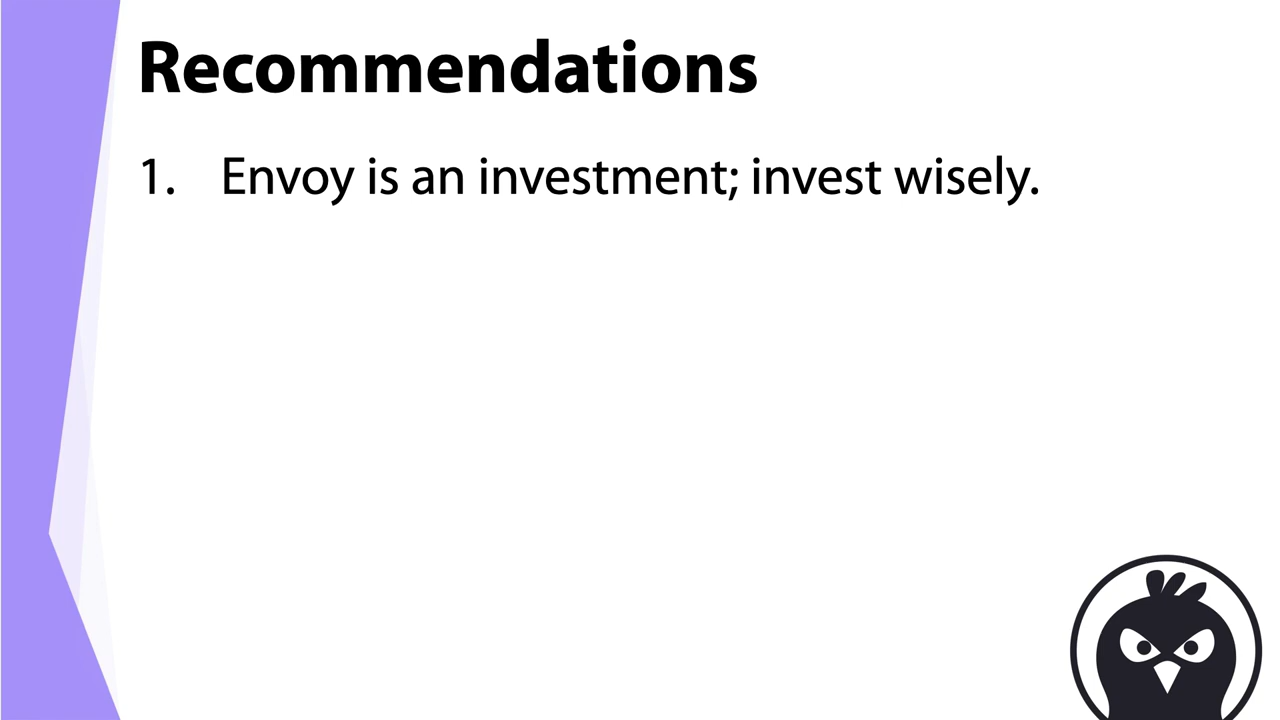 Recommendations
1. Envoy is an investment; invest wisely.